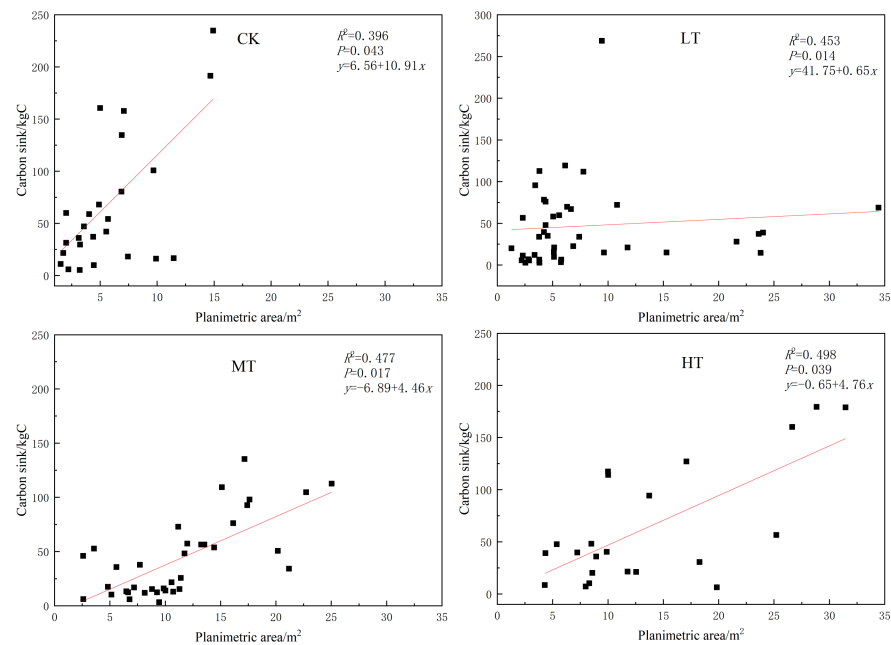 CK
R²=0.396
P=0.043
y=6.56+10.91x
250
200
150
100
50
0
Carbon sink/kgC
5 10 15 20 25 30 35
Planimetric area/m²
LT
R²=0.453
P=0.014
y=41.75+0.65x
300
250
200
150
100
50
0
Carbon sink/kgC
0 5 10 15 20 25 30 35
Planimetric area/m²
MT
R²=0.477
P=0.017
y=-6.89+4.46x
250
200
150
100
50
0
Carbon sink/kgC
0 5 10 15 20 25 30 35
Planimetric area/m²
HT
R²=0.498
P=0.039
y=-0.65+4.76x
250
200
150
100
50
0
Carbon sink/kgC
0 5 10 15 20 25 30 35
Planimetric area/m²